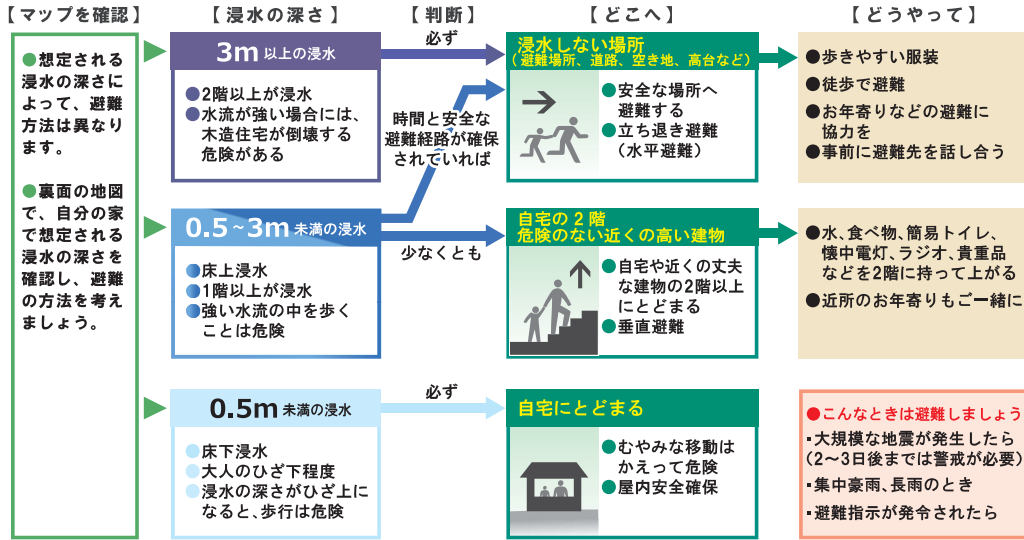 【マップを確認】
●想定される
浸水の深さに
よって、避難
方法は異なり
ます。
●裏面の地図
で、自分の家
で想定される
浸水の深さを
確認し、避難
の方法を考え
ましょう。
【浸水の深さ】
3m以上の浸水
●2階以上が浸水
●水流が強い場合には、
木造住宅が倒壊する
危険がある
0.5~3m未満の浸水
●床上浸水
●1階以上が浸水
●強い水流の中を歩く
ことは危険
0.5m未満の浸水
●床下浸水
●大人のひざ下程度
●浸水の深さがひざ上に
なると、歩行は危険
【判断】
必ず
時間と安全な
避難経路が確保
されていれば
少なくとも
必ず
【どこへ】
浸水しない場所
(避難場所、道路、空き地、高台など)
●安全な場所へ
避難する
●立ち退き避難
(水平避難)
自宅の2階
危険のない近くの高い建物
●自宅や近くの丈夫
な建物の2階以上
にとどまる
●垂直避難
自宅にとどまる
●むやみな移動は
かえって危険
●屋内安全確保
【どうやって】
●歩きやすい服装
●徒歩で避難
●お年寄りなどの避難に
協力を
●事前に避難先を話し合う
●水、食べ物、簡易トイレ、
懐中電灯、ラジオ、貴重品
などを2階に持って上がる
●近所のお年寄りもご一緒に
●こんなときは避難しましょう
▪大規模な地震が発生したら
(2~3日後までは警戒が必要)
▪集中豪雨、長雨のとき
▪避難指示が発令されたら